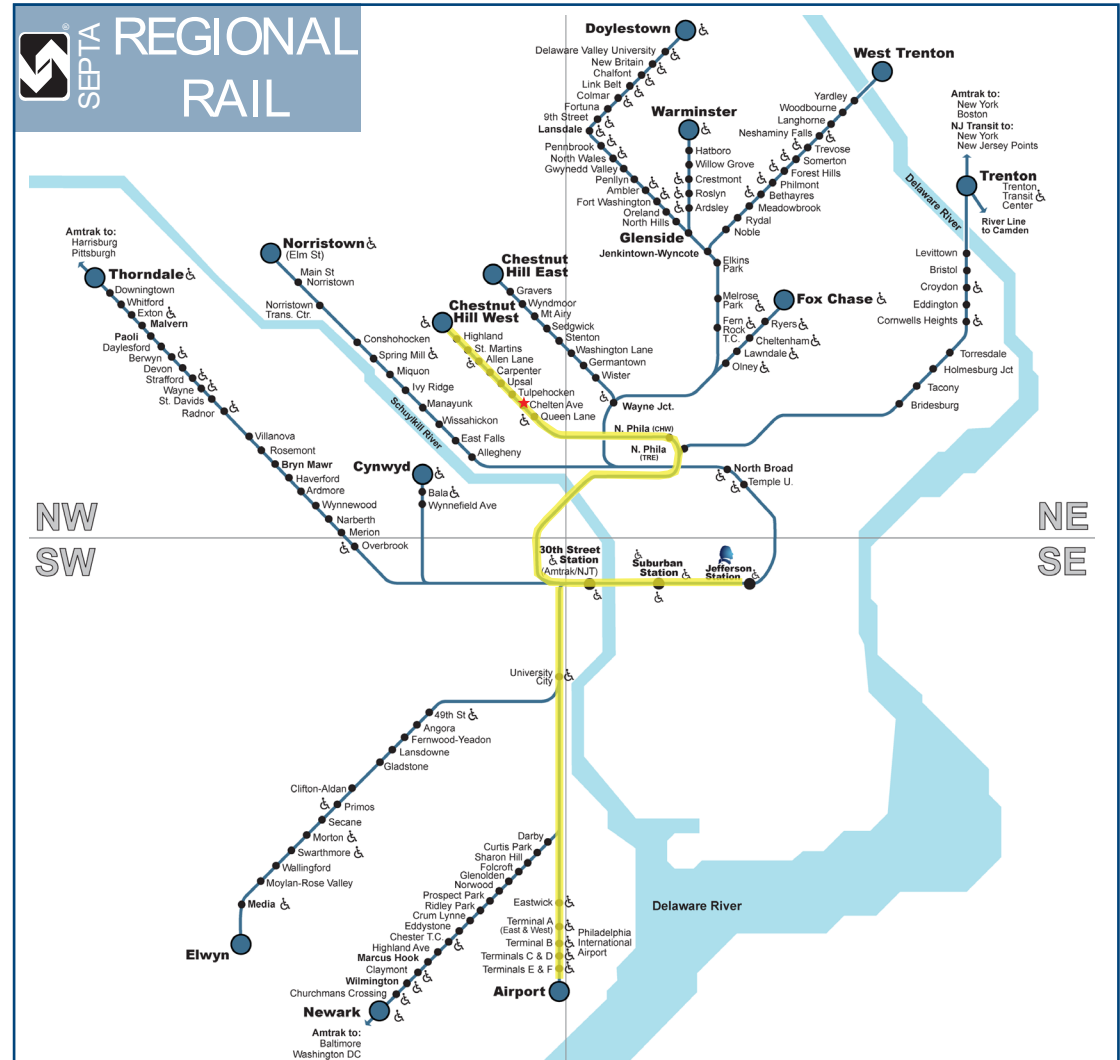 SEPTA
REGIONAL
RAIL
Doylestown
Delaware Valley University
New Britain
Chalfont
Link Belt
Colmar
Fortuna
9th Street
Lansdale
Pennbrook
North Wales
Gwynedd Valley
Penllyn
Ambler
Fort Washington
Oreland
North Hills
Glenside
Jenkintown-Wyncote
Warminster
Hatboro
Willow Grove
Crestmont
Roslyn
Ardsley
West Trenton
Yardley
Woodbourne
Langhorne
Neshaminy Falls
Trevose
Somerton
Forest Hills
Philmont
Bethayres
Meadowbrook
Rydal
Noble
Elkins
Park
Melrose
Park
Fern
Rock
T.C.
Amtrak to:
New York
Boston
NJ Transit to:
New York
New Jersey Points
Trenton
Trenton
Transit
Center
River Line
to Camden
Delaware River
Levittown
Bristol
Croydon
Eddington
Cornwells Heights
Torresdale
Holmesburg Jct
Tacony
Bridesburg
Fox Chase
Ryers
Cheltenham
Lawndale
Olney
Amtrak to:
Harrisburg
Pittsburgh
Thorndale
Downingtown
Whitford
Exton
Malvern
Paoli
Daylesford
Berwyn
Devon
Strafford
Wayne
St. Davids
Radnor
Villanova
Rosemont
Bryn Mawr
Haverford
Ardmore
Wynnewood
Narberth
Merion
Overbrook
Norristown
(Elm St)
Main St
Norristown
Norristown
Trans. Ctr.
Conshohocken
Spring Mill
Miquon
Ivy Ridge
Manayunk
Wissahickon
East Falls
Allegheny
Schuylkill River
Chestnut
Hill East
Gravers
Wyndmoor
Mt Airy
Sedgwick
Stenton
Washington Lane
Germantown
Wister
Wayne Jct.
Chestnut
Hill West
Highland
St. Martins
Allen Lane
Carpenter
Upsal
Tulpehocken
Chelten Ave
Queen Lane
N. Phila (CHW)
N. Phila
(TRE)
North Broad
Temple U.
Cynwyd
Bala
Wynnefield Ave
NW
NE
SW
SE
30th Street
Station
(Amtrak/NJT)
Suburban
Station
Jefferson
Station
University
City
49th St
Angora
Fernwood-Yeadon
Lansdowne
Gladstone
Clifton-Aldan
Primos
Secane
Morton
Swarthmore
Wallingford
Moylan-Rose Valley
Media
Elwyn
Darby
Curtis Park
Sharon Hill
Folcroft
Glenolden
Norwood
Prospect Park
Ridley Park
Crum Lynne
Eddystone
Chester T.C.
Highland Ave
Marcus Hook
Claymont
Wilmington
Churchmans Crossing
Newark
Amtrak to:
Baltimore
Washington DC
Eastwick
Terminal A
(East & West)
Terminal B
Terminals C & D
Terminals E & F
Philadelphia
International
Airport
Airport
Delaware River